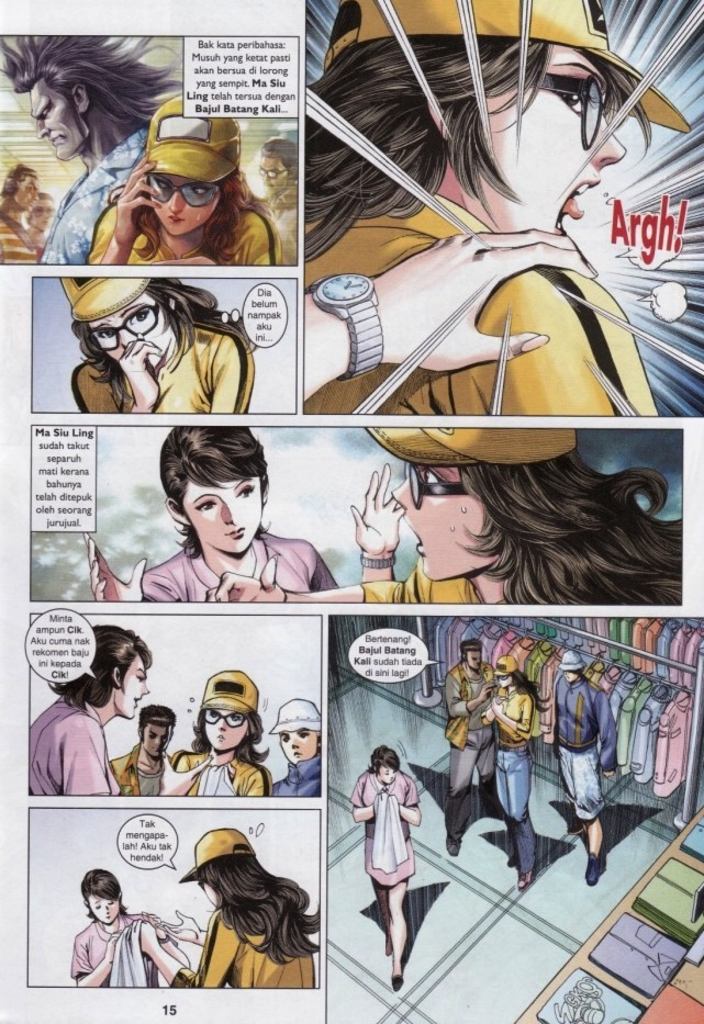 Bak kata peribahasa:
Musuh yang ketat pasti
akan bersua di lorong
yang sempit. Ma Siu
Ling telah tersua dengan
Bajul Batang Kali...
Argh!
Dia
belum
nampak
aku
ini...
Ma Siu Ling
sudah takut
separuh
mati kerana
bahunya
telah ditepuk
oleh seorang
jurujual.
Minta
ampun Cik.
Aku cuma nak
rekomen baju
ini kepada
Cik!
Bertenang!
Bajul Batang
Kali sudah tiada
di sini lagi!
Tak
mengapa-
lah! Aku tak
hendak!
15